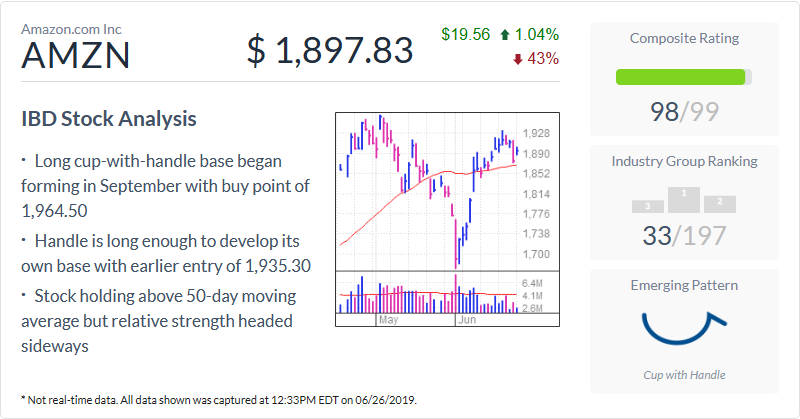 Amazon.com Inc
AMZN
$ 1,897.83
$19.56 1.04%
43%
IBD Stock Analysis
· Long cup-with-handle base began
forming in September with buy point of
1,964.50
· Handle is long enough to develop its
own base with earlier entry of 1,935.30
· Stock holding above 50-day moving
average but relative strength headed
sideways
1,928
1,890
1,852
1,814
1,776
1,738
1,700
6.4M
4.1M
2.6M
May Jun
Composite Rating
98/99
Industry Group Ranking
3 1 2
33/197
Emerging Pattern
Cup with Handle
* Not real-time data. All data shown was captured at 12:33PM EDT on 06/26/2019.